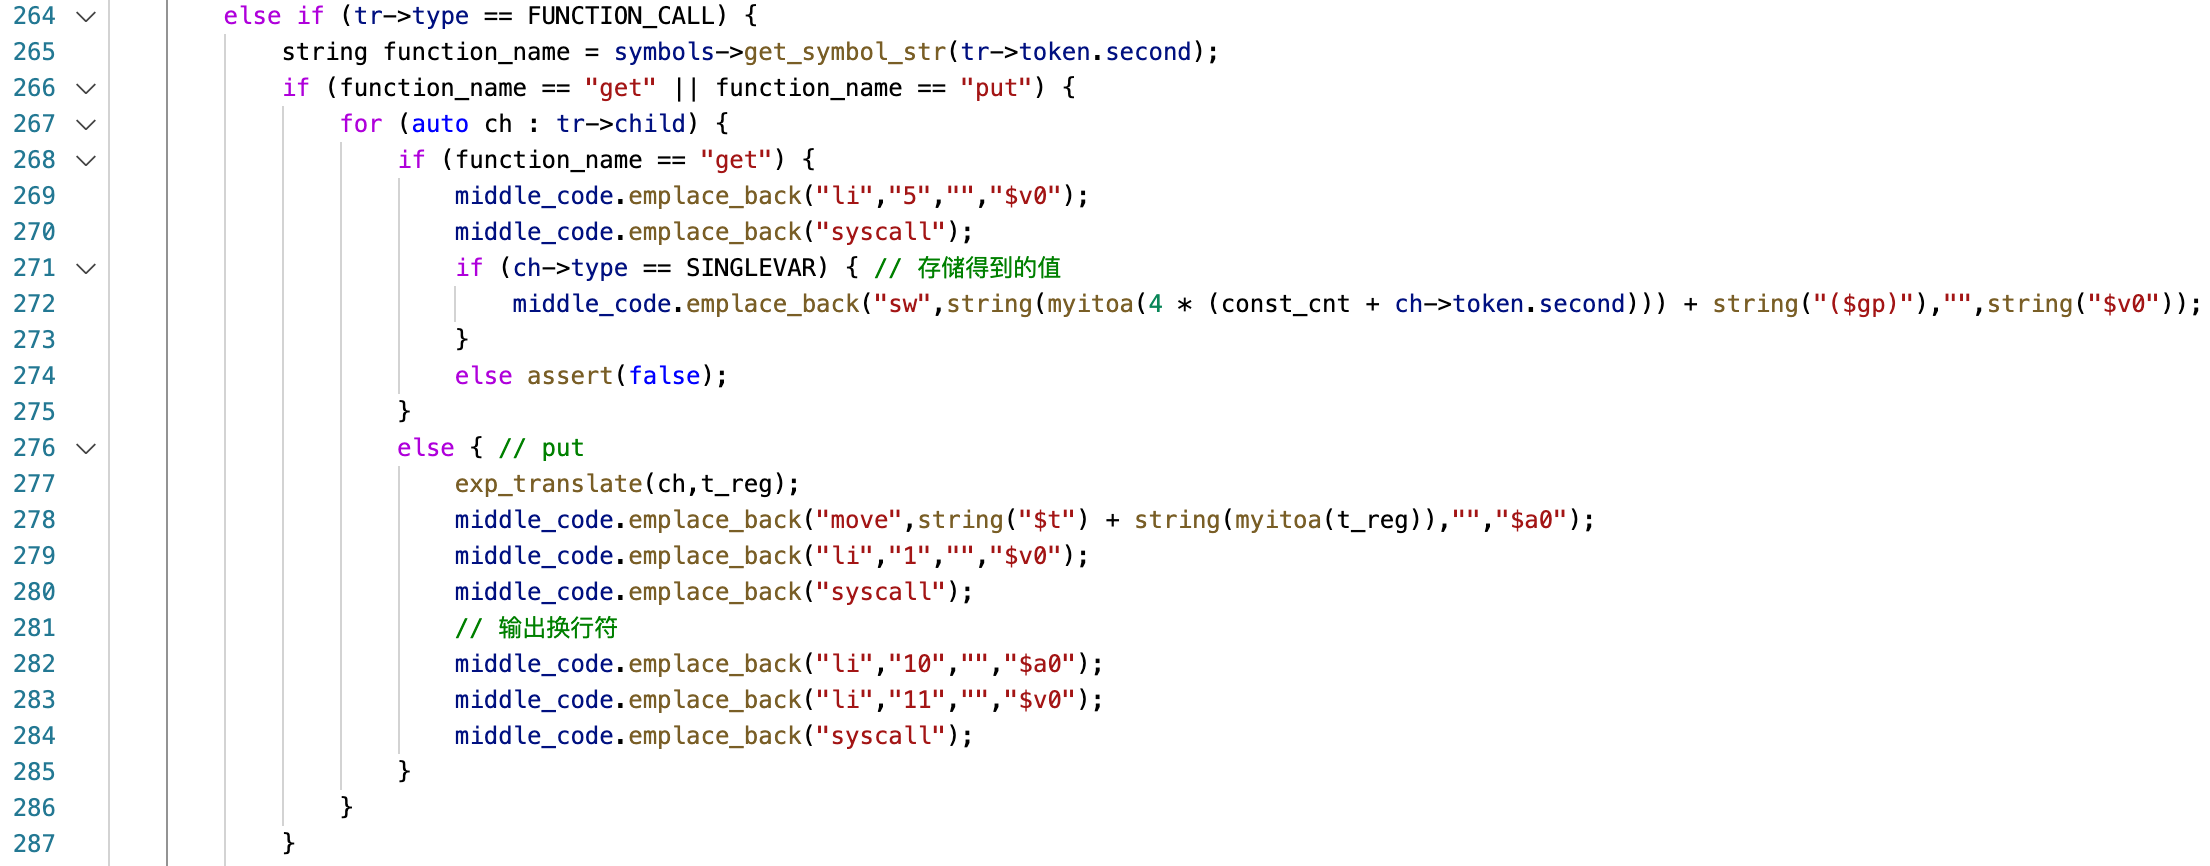 264 else if (tr->type == FUNCTION_CALL) {
265 string function_name = symbols->get_symbol_str(tr->token.second);
266 if (function_name == "get" || function_name == "put") {
267 for (auto ch : tr->child) {
268 if (function_name == "get") {
269 middle_code.emplace_back("li","5","","$v0");
270 middle_code.emplace_back("syscall");
271 if (ch->type == SINGLEVAR) { // 存储得到的值
272 middle_code.emplace_back("sw",string(myitoa(4 * (const_cnt + ch->token.second))) + string("($gp)"),"",string("$v0"));
273 }
274 else assert(false);
275 }
276 else { // put
277 exp_translate(ch,t_reg);
278 middle_code.emplace_back("move",string("$t") + string(myitoa(t_reg)),"","$a0");
279 middle_code.emplace_back("li","1","","$v0");
280 middle_code.emplace_back("syscall");
281 // 输出换行符
282 middle_code.emplace_back("li","10","","$a0");
283 middle_code.emplace_back("li","11","","$v0");
284 middle_code.emplace_back("syscall");
285 }
286 }
287 }